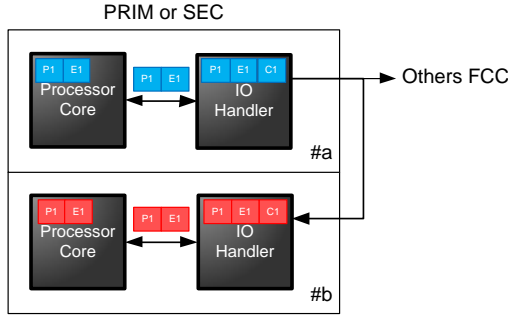 PRIM or SEC
P1 E1
Processor
Core
P1 E1
P1 E1 C1
IO
Handler
Others FCC
#a
P1 E1
Processor
Core
P1 E1
P1 E1 C1
IO
Handler
#b